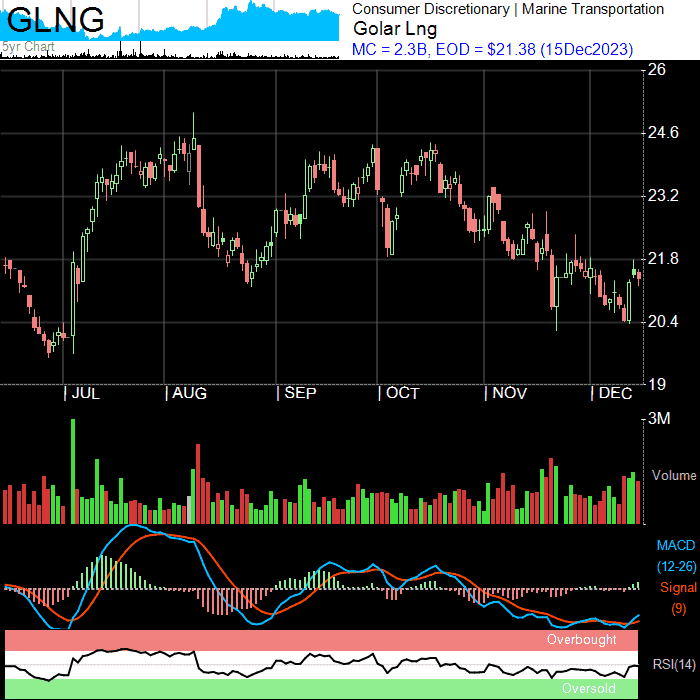 GLNG
5yr Chart
Consumer Discretionary | Marine Transportation
Golar Lng
MC = 2.3B, EOD = $21.38 (15Dec2023)
26
24.6
23.2
21.8
20.4
19
| JUL | AUG | SEP | OCT | NOV | DEC
3M
Volume
MACD
(12-26)
Signal
(9)
Overbought
RSI(14)
Oversold